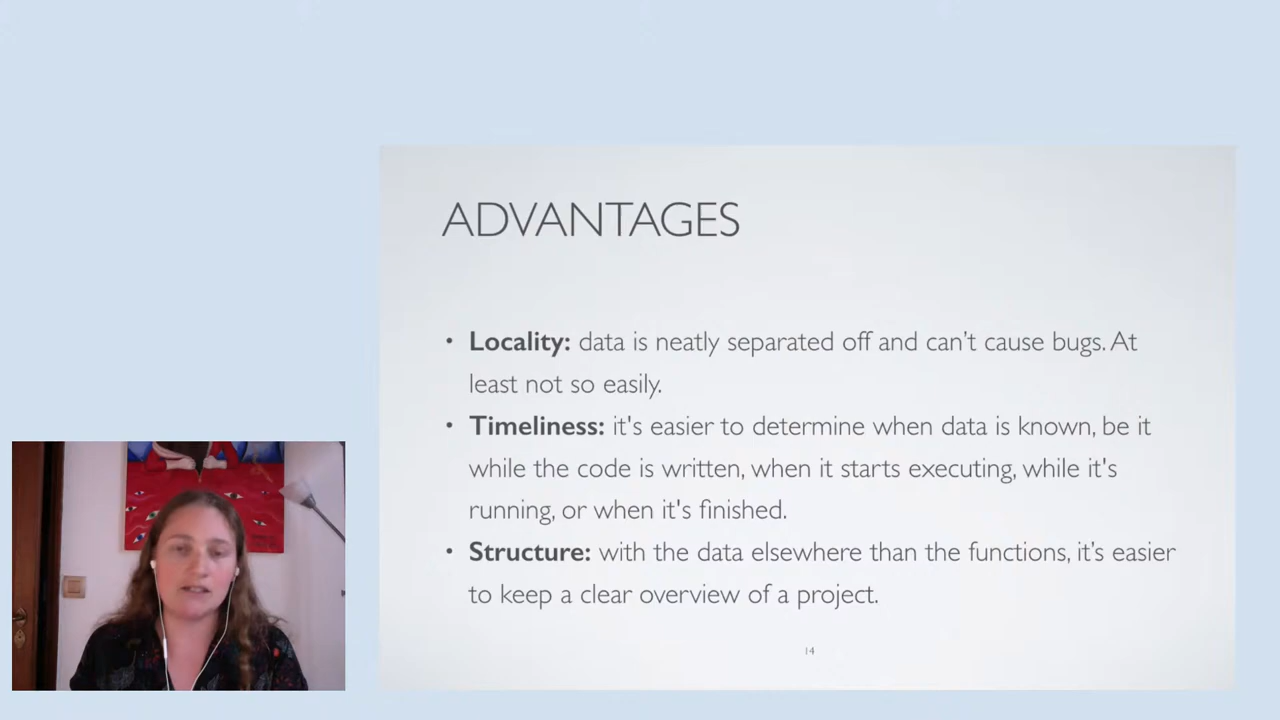 ADVANTAGES
• Locality: data is neatly separated off and can’t cause bugs. At
least not so easily.
• Timeliness: it's easier to determine when data is known, be it
while the code is written, when it starts executing, while it's
running, or when it's finished.
• Structure: with the data elsewhere than the functions, it’s easier
to keep a clear overview of a project.
14